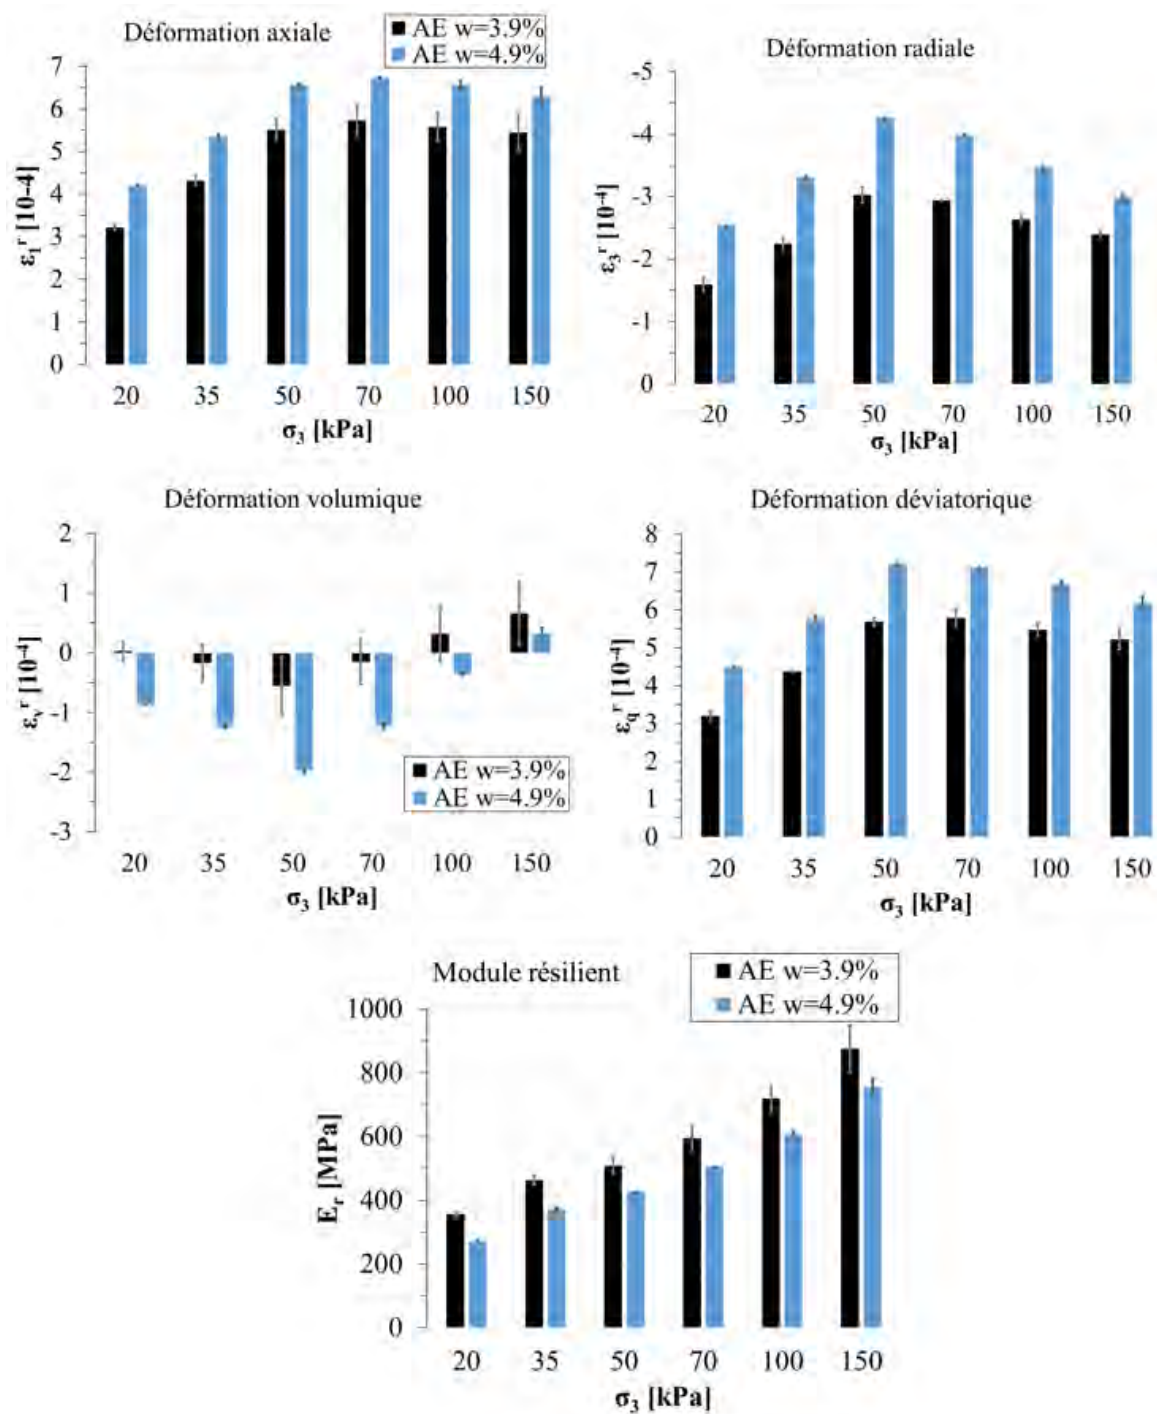 Déformation axiale
AE w=3.9%
AE w=4.9%
7
6
5
4
3
2
1
0
ε₁ʳ [10-4]
20 35 50 70 100 150
σ₃ [kPa]
Déformation radiale
-5
-4
-3
-2
-1
0
ε₃ʳ [10⁻⁴]
20 35 50 70 100 150
σ₃ [kPa]
Déformation volumique
2
1
0
-1
-2
-3
εᵥʳ [10⁻⁴]
AE w=3.9%
AE w=4.9%
20 35 50 70 100 150
σ₃ [kPa]
Déformation déviatorique
8
7
6
5
4
3
2
1
0
ε_qʳ [10⁻⁴]
20 35 50 70 100 150
σ₃ [kPa]
Module résilient
AE w=3.9%
AE w=4.9%
1000
800
600
400
200
0
Eᵣ [MPa]
20 35 50 70 100 150
σ₃ [kPa]